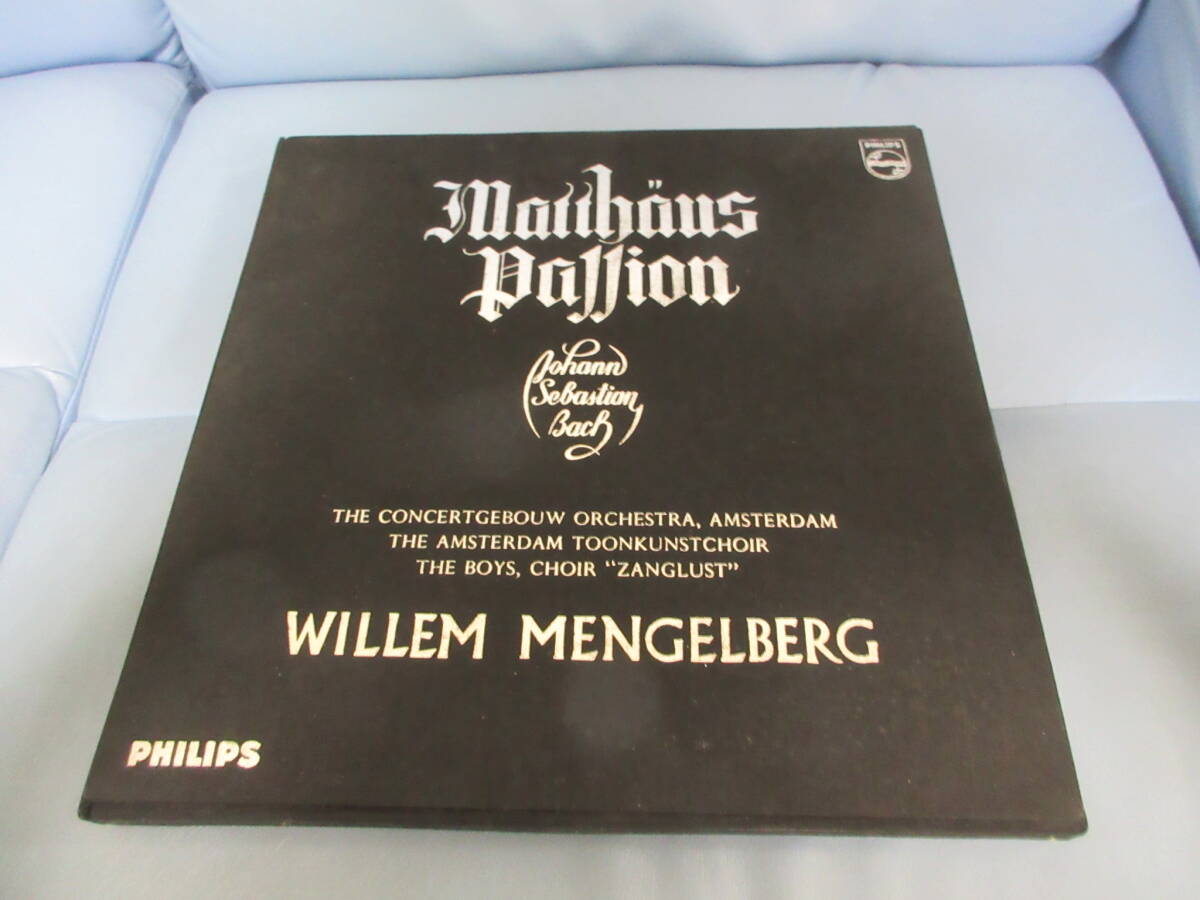 PHILIPS
Matthäus
Passion
Johann
Sebastian
Bach
THE CONCERTGEBOUW ORCHESTRA, AMSTERDAM
THE AMSTERDAM TOONKUNSTCHOIR
THE BOYS, CHOIR “ZANGLUST”
WILLEM MENGELBERG
PHILIPS